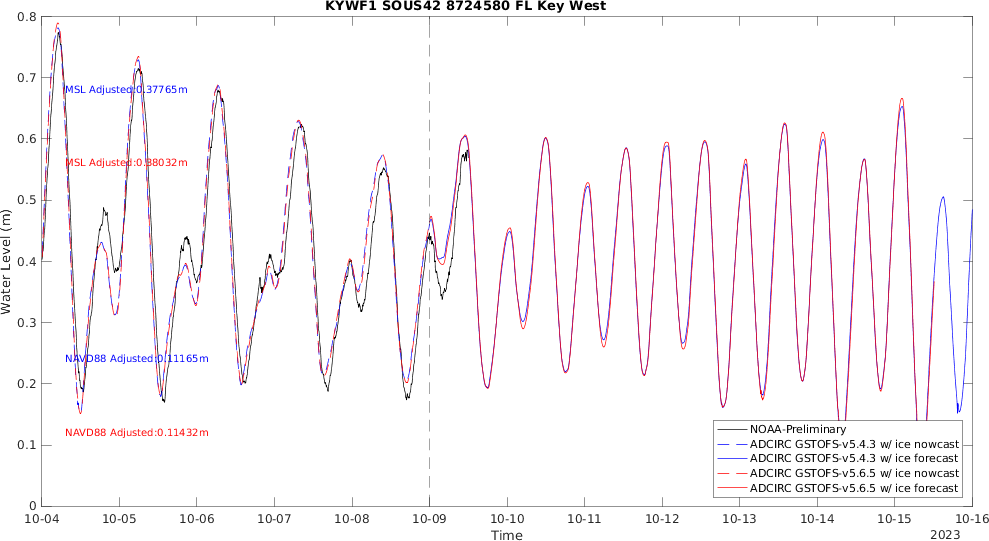 KYWF1 SOUS42 8724580 FL Key West
0.8
0.7
0.6
0.5
0.4
0.3
0.2
0.1
0
Water Level (m)
MSL Adjusted:0.37765m
MSL Adjusted:0.38032m
NAVD88 Adjusted:0.11165m
NAVD88 Adjusted:0.11432m
NOAA-Preliminary
ADCIRC GSTOFS-v5.4.3 w/ ice nowcast
ADCIRC GSTOFS-v5.4.3 w/ ice forecast
ADCIRC GSTOFS-v5.6.5 w/ ice nowcast
ADCIRC GSTOFS-v5.6.5 w/ ice forecast
10-04 10-05 10-06 10-07 10-08 10-09 10-10 10-11 10-12 10-13 10-14 10-15 10-16
Time
2023